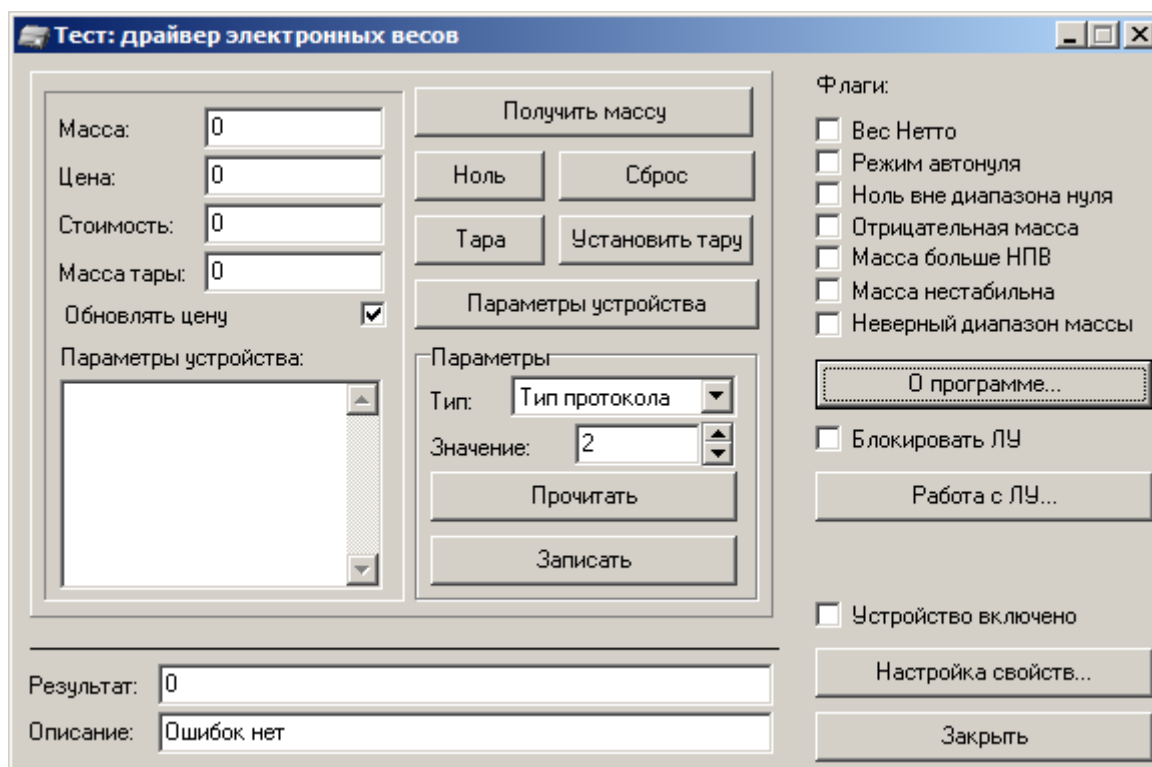 Тест: драйвер электронных весов
Масса: 0
Цена: 0
Стоимость: 0
Масса тары: 0
Обновлять цену
Параметры устройства:
Получить массу
Ноль
Сброс
Тара
Установить тару
Параметры устройства
Параметры
Тип: Тип протокола
Значение: 2
Прочитать
Записать
Флаги:
Вес Нетто
Режим автонуля
Ноль вне диапазона нуля
Отрицательная масса
Масса больше НПВ
Масса нестабильна
Неверный диапазон массы
О программе...
Блокировать ЛУ
Работа с ЛУ...
Устройство включено
Настройка свойств...
Закрыть
Результат: 0
Описание: Ошибок нет